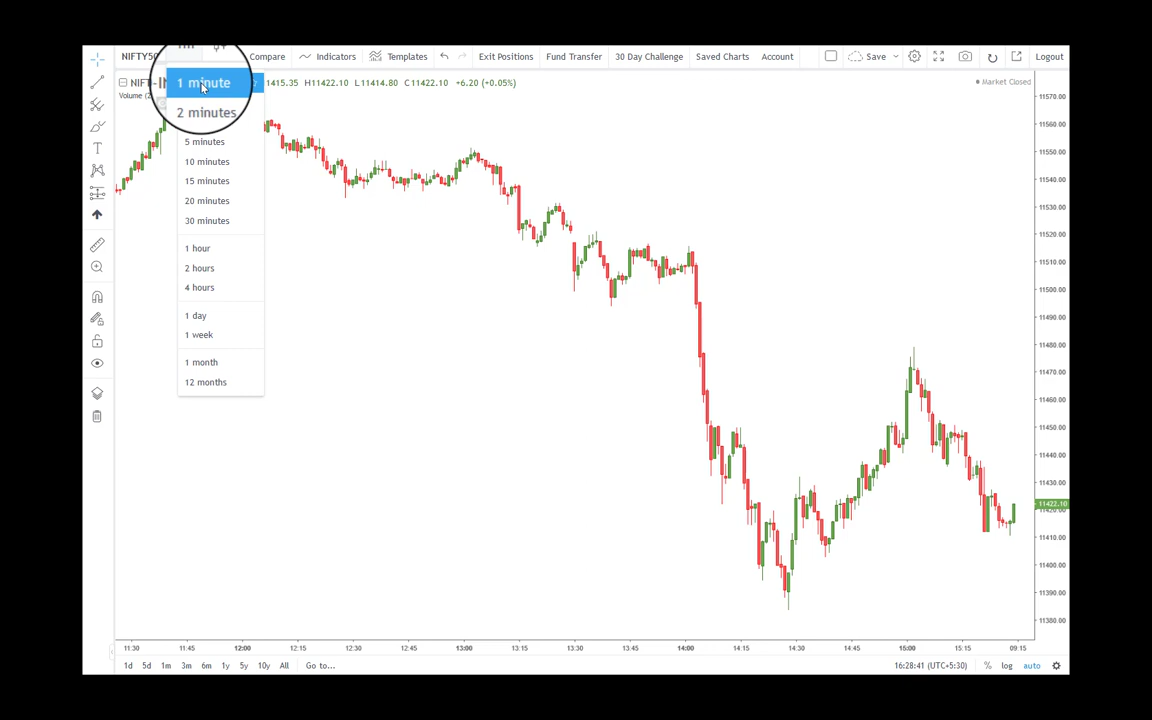 NIFTY50 Compare Indicators Templates Exit Positions Fund Transfer 30 Day Challenge Saved Charts Account Save Logout
1 minute
2 minutes
5 minutes
10 minutes
15 minutes
20 minutes
30 minutes
1 hour
2 hours
4 hours
1 day
1 week
1 month
12 months
11415.35 H11422.10 L11414.80 C11422.10 +6.20 (+0.05%)
Market Closed
Volume
11570.00
11560.00
11550.00
11540.00
11530.00
11520.00
11510.00
11500.00
11490.00
11480.00
11470.00
11460.00
11450.00
11440.00
11430.00
11422.10
11420.00
11410.00
11400.00
11390.00
11380.00
11:30 11:45 12:00 12:15 12:30 12:45 13:00 13:15 13:30 13:45 14:00 14:15 14:30 14:45 15:00 15:15 09:15
1d 5d 1m 3m 6m 1y 5y 10y All Go to... 16:28:41 (UTC+5:30) % log auto